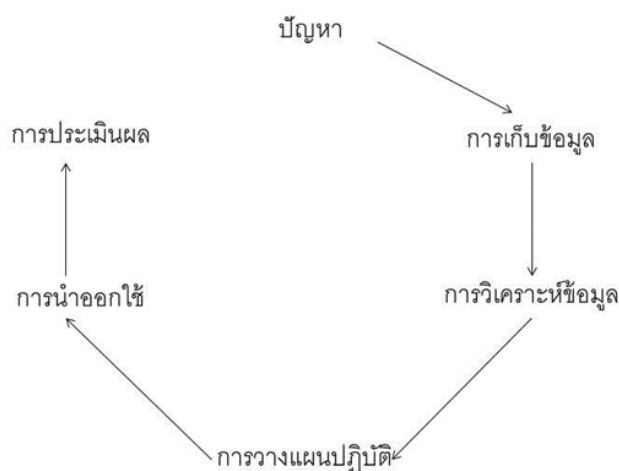 ปัญหา
การเก็บข้อมูล
การวิเคราะห์ข้อมูล
การวางแผนปฏิบัติ
การนำออกใช้
การประเมินผล